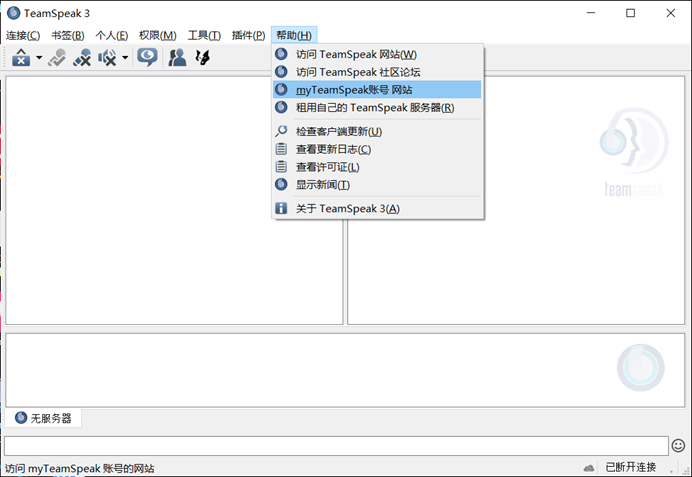 TeamSpeak 3
连接(C) 书签(B) 个人(E) 权限(M) 工具(T) 插件(P) 帮助(H)
访问 TeamSpeak 网站(W)
访问 TeamSpeak 社区论坛
myTeamSpeak账号 网站
租用自己的 TeamSpeak 服务器(R)
检查客户端更新(U)
查看更新日志(C)
查看许可证(L)
显示新闻(T)
关于 TeamSpeak 3(A)
teamspeak
无服务器
访问 myTeamSpeak 账号的网站 已断开连接